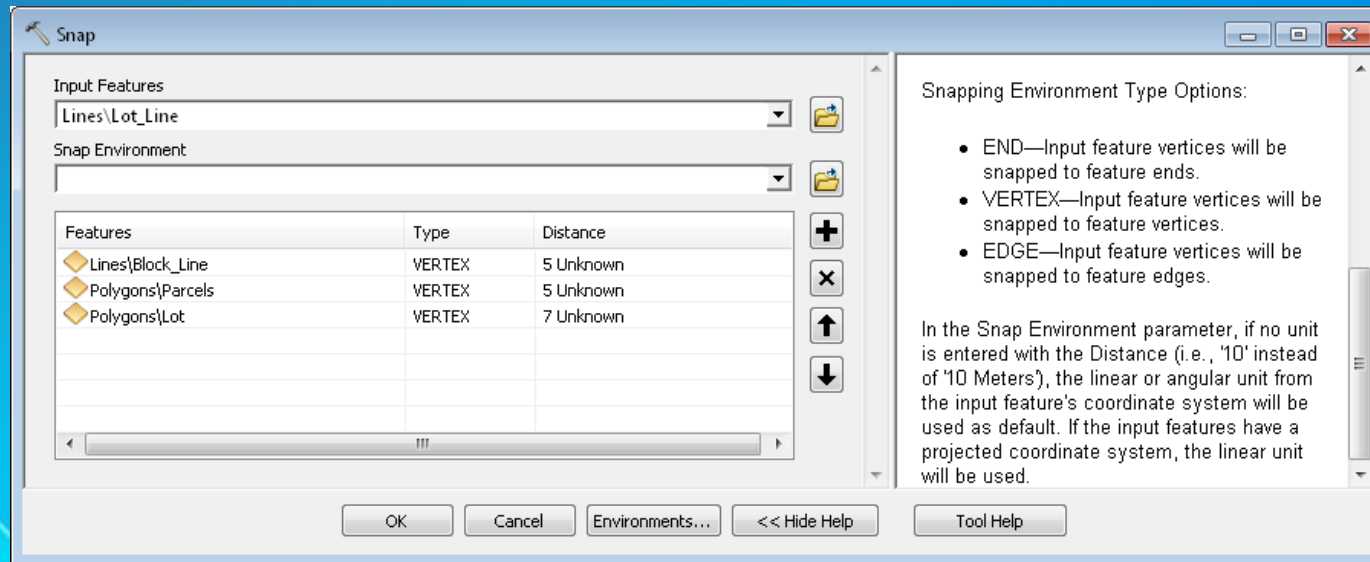 Snap
Input Features
Lines\Lot_Line
Snap Environment
Features Type Distance
Lines\Block_Line VERTEX 5 Unknown
Polygons\Parcels VERTEX 5 Unknown
Polygons\Lot VERTEX 7 Unknown
OK Cancel Environments... << Hide Help Tool Help
Snapping Environment Type Options:
• END—Input feature vertices will be
snapped to feature ends.
• VERTEX—Input feature vertices will be
snapped to feature vertices.
• EDGE—Input feature vertices will be
snapped to feature edges.
In the Snap Environment parameter, if no unit
is entered with the Distance (i.e., '10' instead
of '10 Meters'), the linear or angular unit from
the input feature's coordinate system will be
used as default. If the input features have a
projected coordinate system, the linear unit
will be used.